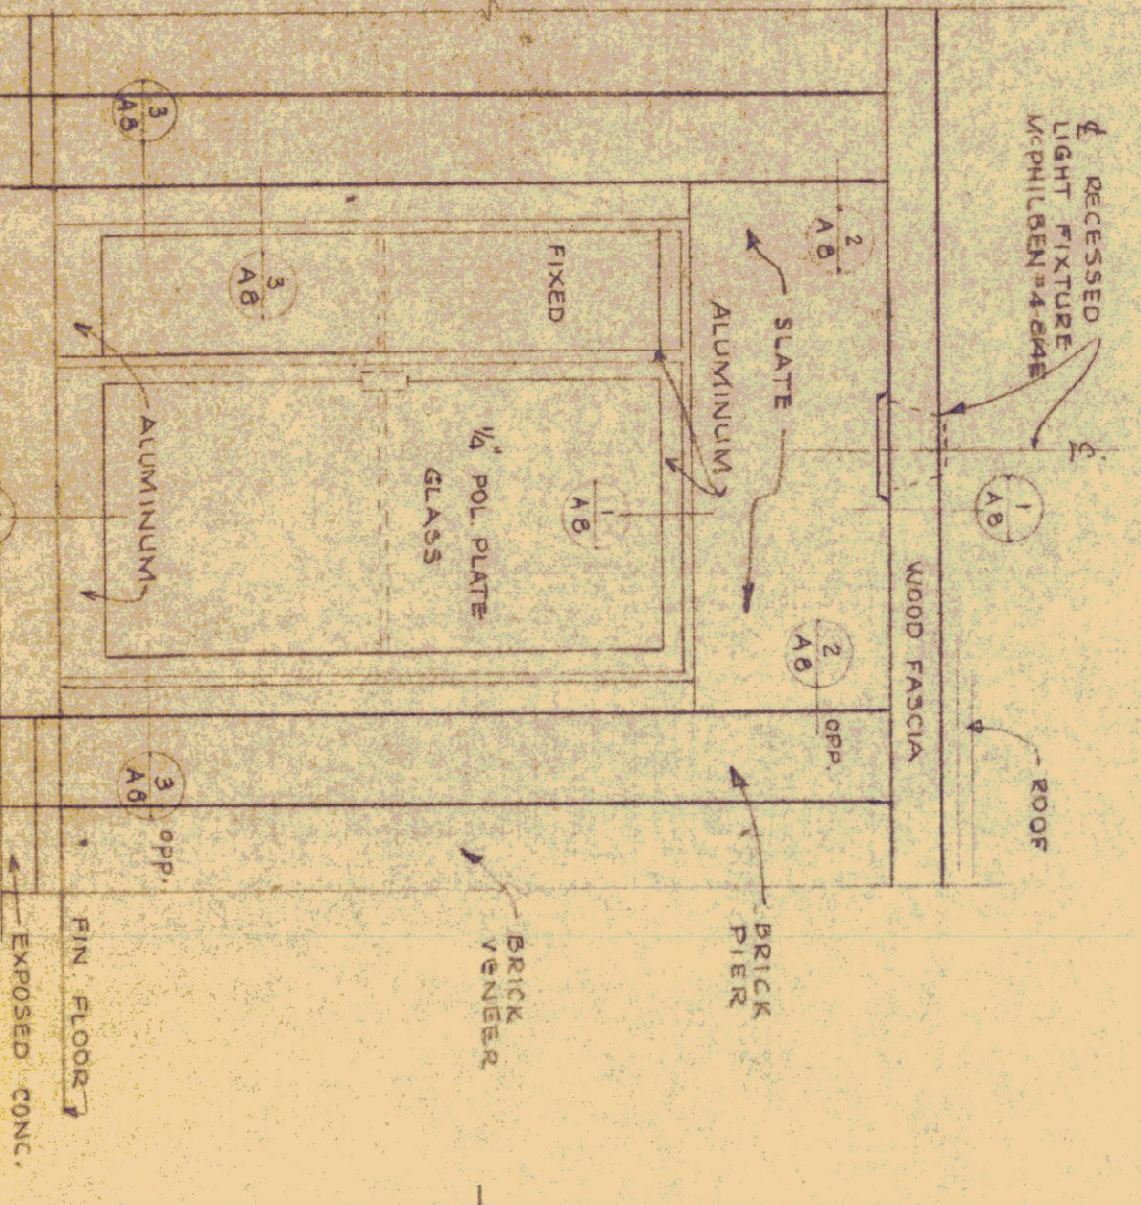 ℄ RECESSED
LIGHT FIXTURE
MCPHILBEN
℄
ROOF
1
A8
WOOD FASCIA
2
A8
2
A8
OPP.
SLATE
ALUMINUM
BRICK
PIER
FIXED
1
A8
1/4" POL. PLATE
GLASS
BRICK
VENEER
3
A8
3
A8
ALUMINUM
3
A8
OPP.
FIN. FLOOR
EXPOSED CONC.